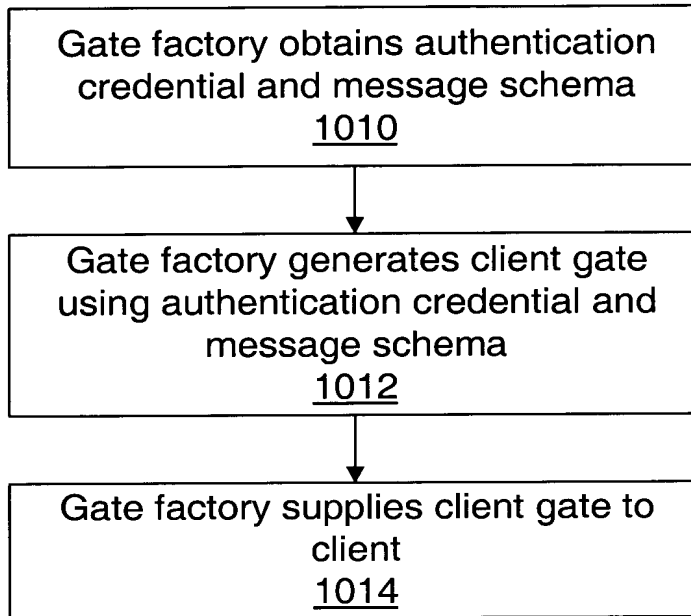 Gate factory obtains authentication
credential and message schema
1010
Gate factory generates client gate
using authentication credential and
message schema
1012
Gate factory supplies client gate to
client
1014